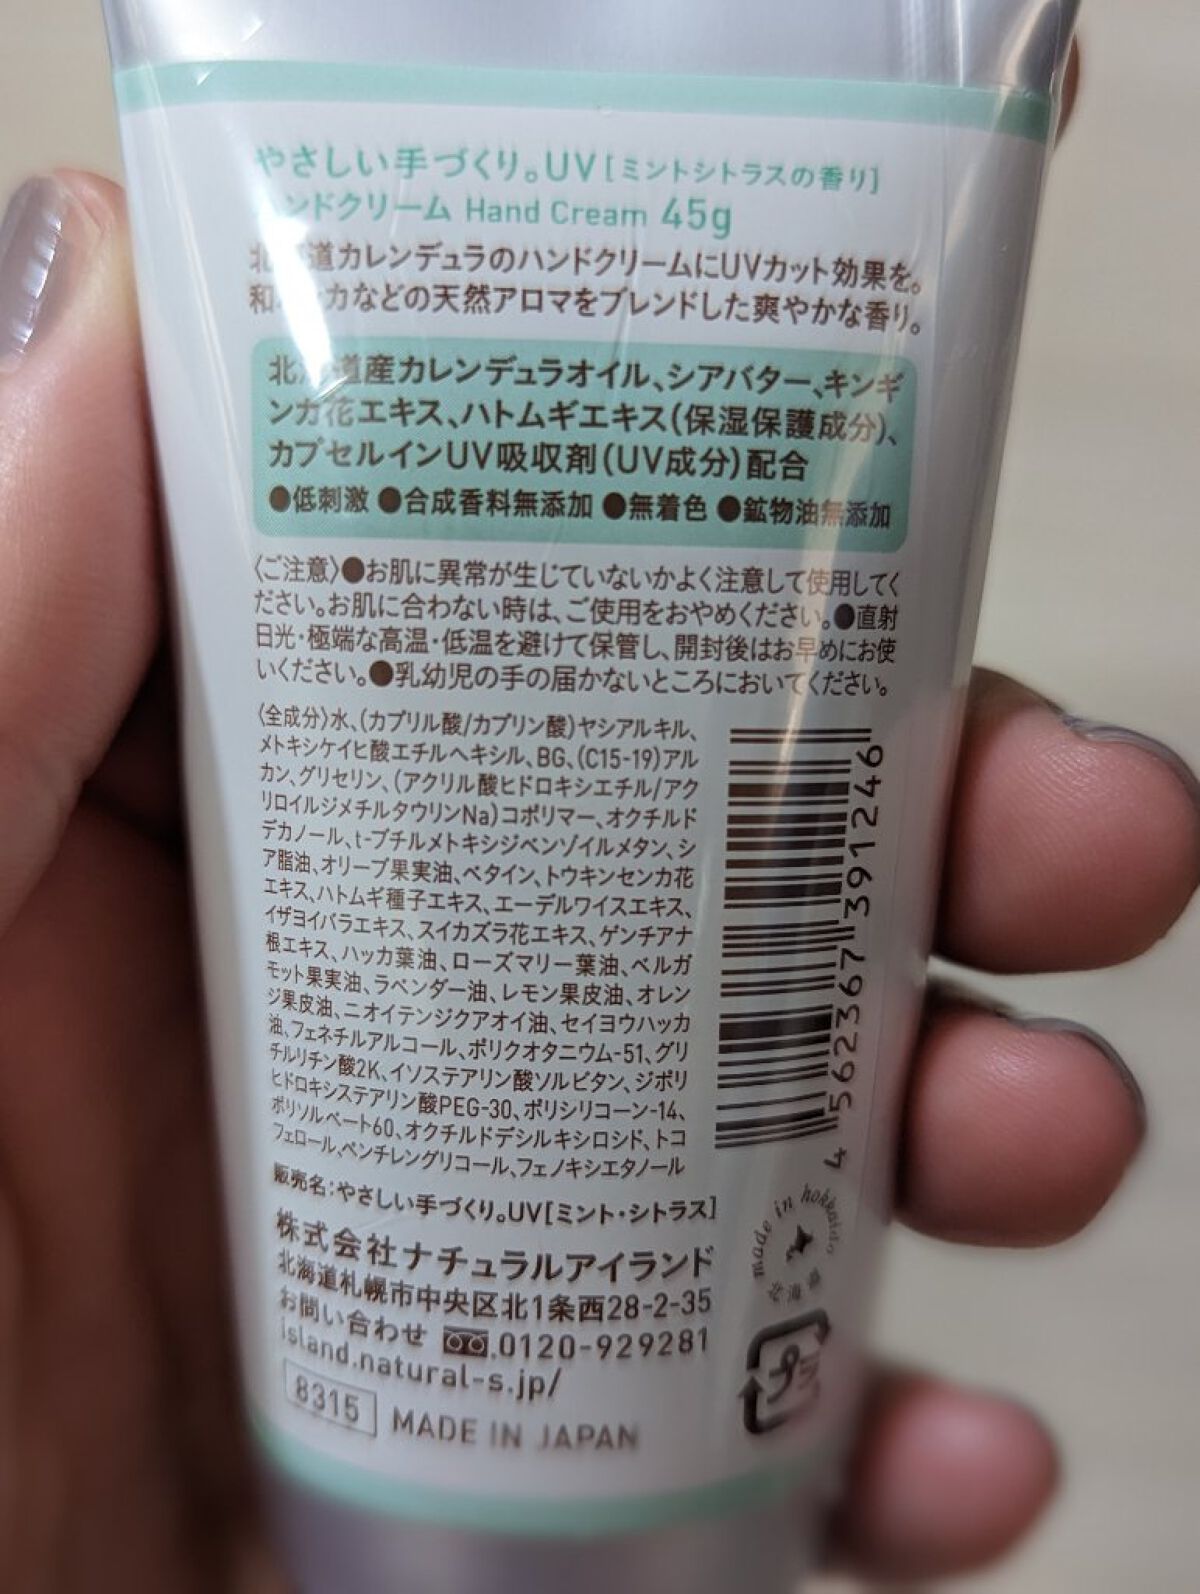 やさしい手づくり。UV[ミントシトラスの香り]
ンドクリーム Hand Cream 45g
北海道カレンデュラのハンドクリームにUVカット効果を。
和ハッカなどの天然アロマをブレンドした爽やかな香り。
北海道産カレンデュラオイル、シアバター、キンギ
ンカ花エキス、ハトムギエキス(保湿保護成分)、
カプセルインUV吸収剤(UV成分)配合
●低刺激 ●合成香料無添加 ●無着色 ●鉱物油無添加
〈ご注意〉●お肌に異常が生じていないかよく注意して使用してく
ださい。お肌に合わない時は、ご使用をおやめください。●直射
日光・極端な高温・低温を避けて保管し、開封後はお早めにお使
いください。●乳幼児の手の届かないところにおいてください。
〈全成分〉水、(カプリル酸/カプリン酸)ヤシアルキル、
メトキシケイヒ酸エチルヘキシル、BG、(C15-19)アル
カン、グリセリン、(アクリル酸ヒドロキシエチル/アク
リロイルジメチルタウリンNa)コポリマー、オクチルド
デカノール、t-ブチルメトキシジベンゾイルメタン、シ
ア脂油、オリーブ果実油、ベタイン、トウキンセンカ花
エキス、ハトムギ種子エキス、エーデルワイスエキス、
イザヨイバラエキス、スイカズラ花エキス、ゲンチアナ
根エキス、ハッカ葉油、ローズマリー葉油、ベルガ
モット果実油、ラベンダー油、レモン果皮油、オレン
ジ果皮油、ニオイテンジクアオイ油、セイヨウハッカ
油、フェネチルアルコール、ポリクオタニウム-51、グリ
チルリチン酸2K、イソステアリン酸ソルビタン、ジポリ
ヒドロキシステアリン酸PEG-30、ポリシリコーン-14、
ポリソルベート60、オクチルドデシルキシロシド、トコ
フェロール、ペンチレングリコール、フェノキシエタノール
販売名:やさしい手づくり。UV[ミント・シトラス]
株式会社ナチュラルアイランド
北海道札幌市中央区北1条西28-2-35
お問い合わせ 0120-929281
island.natural-s.jp/
8315 MADE IN JAPAN
4 562367 391246
made in hokkaido
北海道